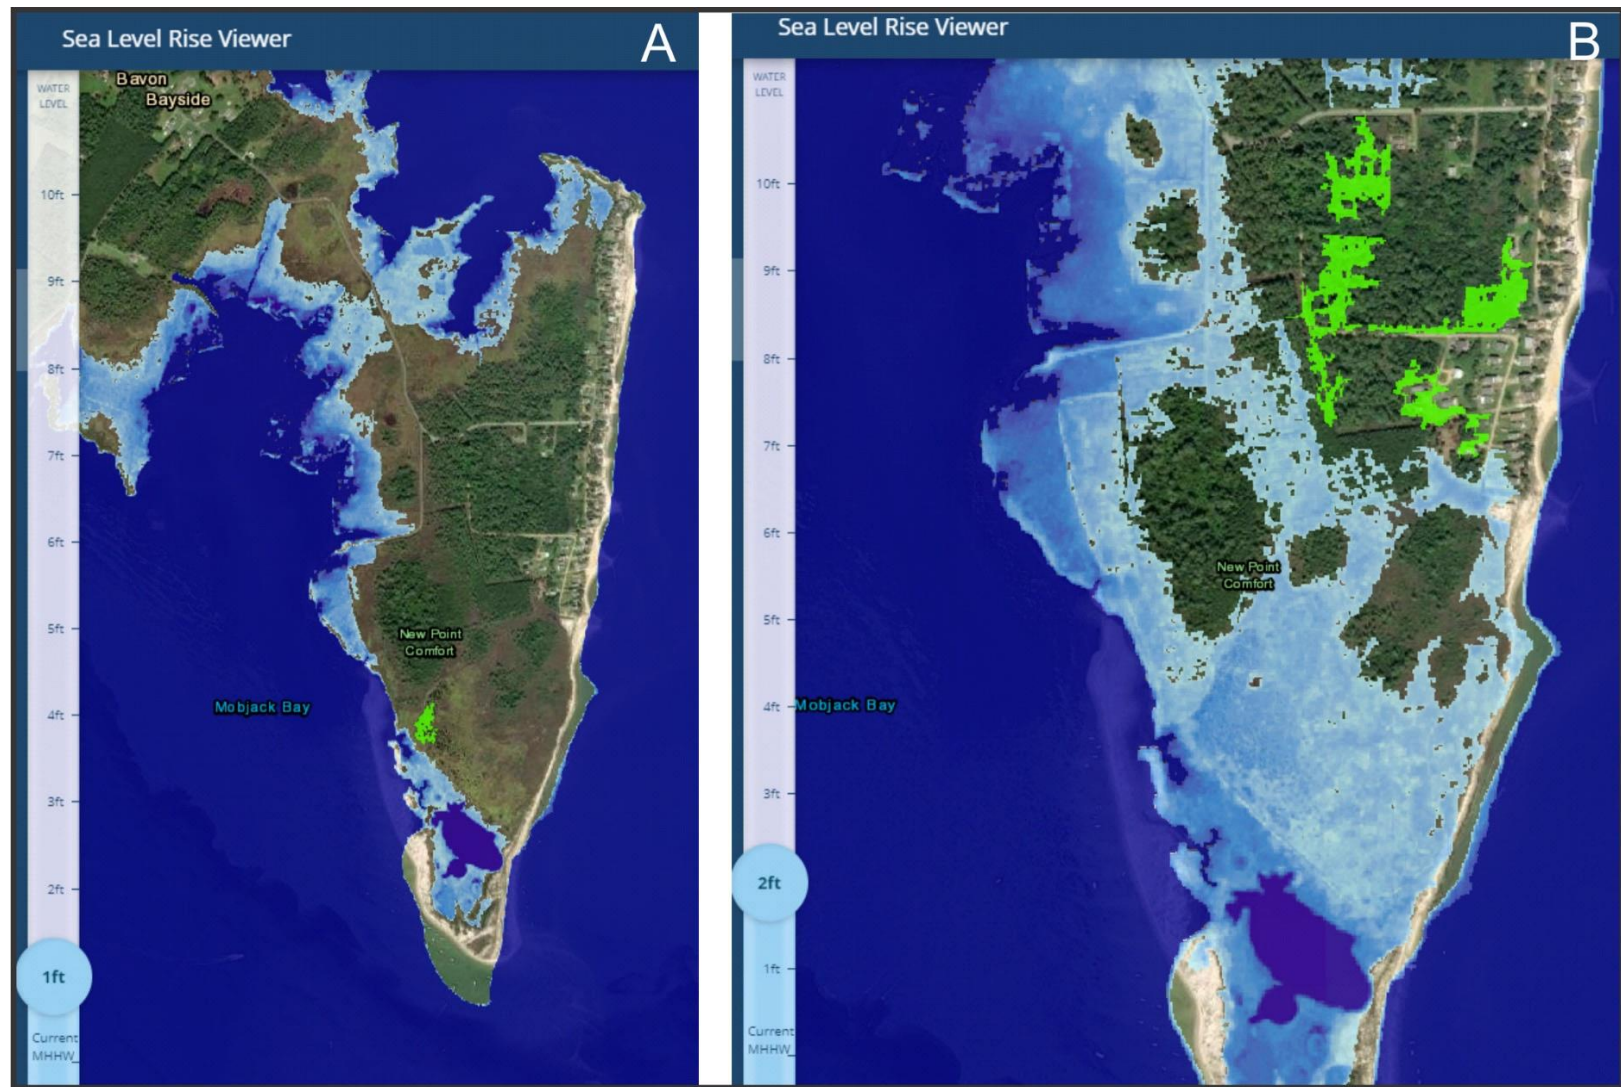 Sea Level Rise Viewer
A
WATER
LEVEL
10ft
9ft
8ft
7ft
6ft
5ft
4ft
3ft
2ft
1ft
Current
MHHW
Bavon
Bayside
New Point
Comfort
Mobjack Bay
Sea Level Rise Viewer
B
WATER
LEVEL
10ft
9ft
8ft
7ft
6ft
5ft
4ft
3ft
2ft
1ft
Current
MHHW
New Point
Comfort
Mobjack Bay